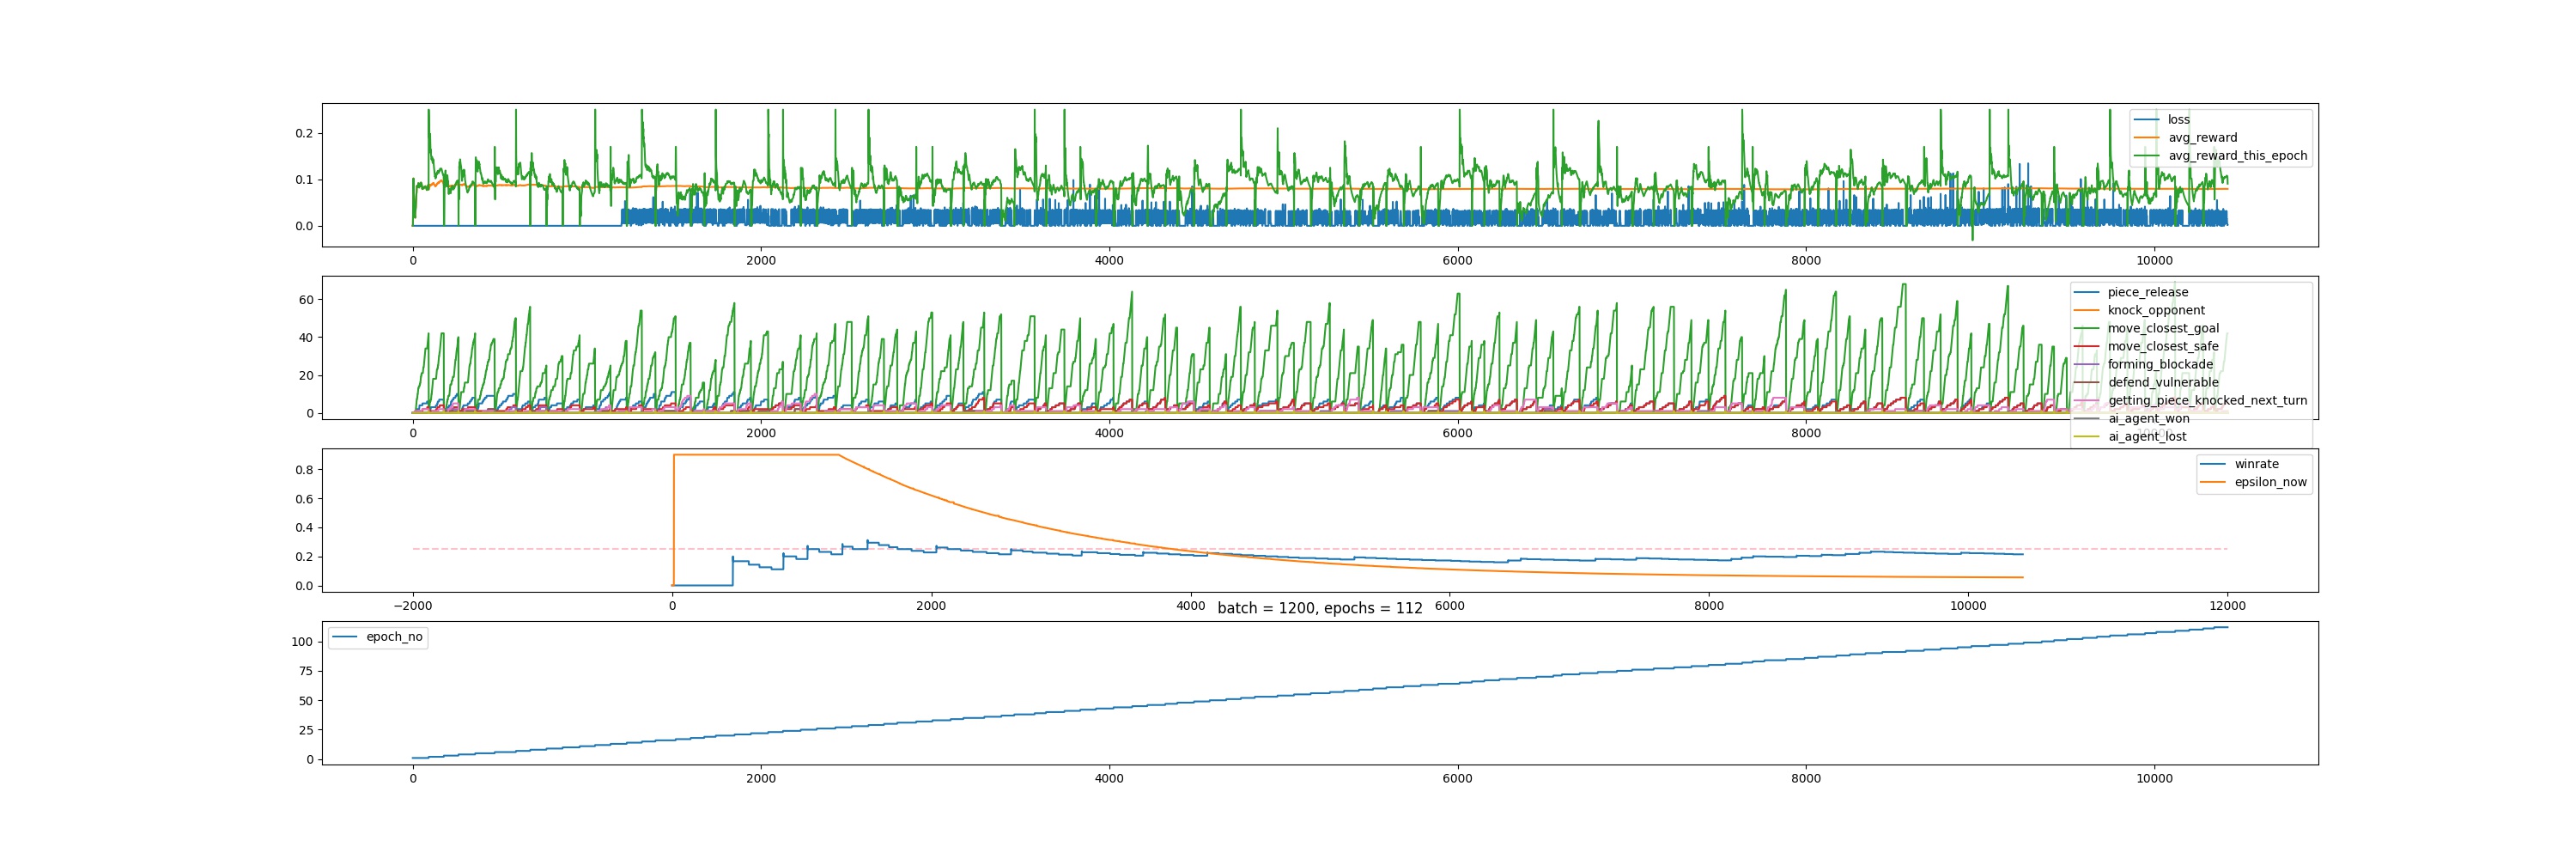 0.2
0.1
0.0
loss
avg_reward
avg_reward_this_epoch
0 2000 4000 6000 8000 10000
60
40
20
0
piece_release
knock_opponent
move_closest_goal
move_closest_safe
forming_blockade
defend_vulnerable
getting_piece_knocked_next_turn
ai_agent_won
ai_agent_lost
0 2000 4000 6000 8000 10000
0.8
0.6
0.4
0.2
0.0
winrate
epsilon_now
−2000 0 2000 4000 6000 8000 10000 12000
batch = 1200, epochs = 112
100
75
50
25
0
epoch_no
0 2000 4000 6000 8000 10000